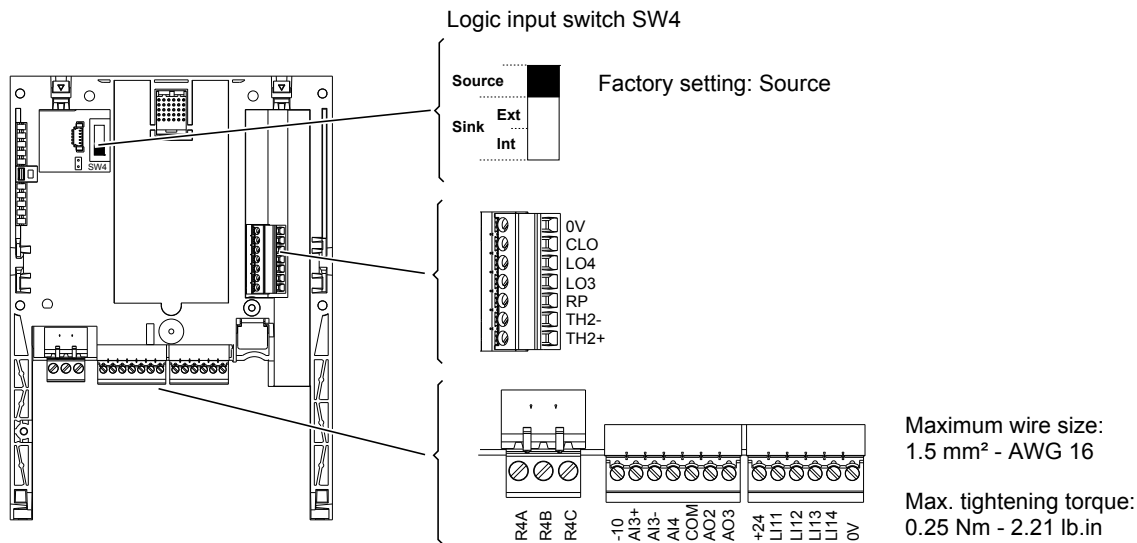 Logic input switch SW4
Source
Factory setting: Source
Sink
Ext
Int
SW4
0V
CLO
LO4
LO3
RP
TH2-
TH2+
Maximum wire size:
1.5 mm² - AWG 16
Max. tightening torque:
0.25 Nm - 2.21 lb.in
R4A
R4B
R4C
-10
AI3+
AI3-
AI4
COM
AO2
AO3
+24
LI11
LI12
LI13
LI14
0V